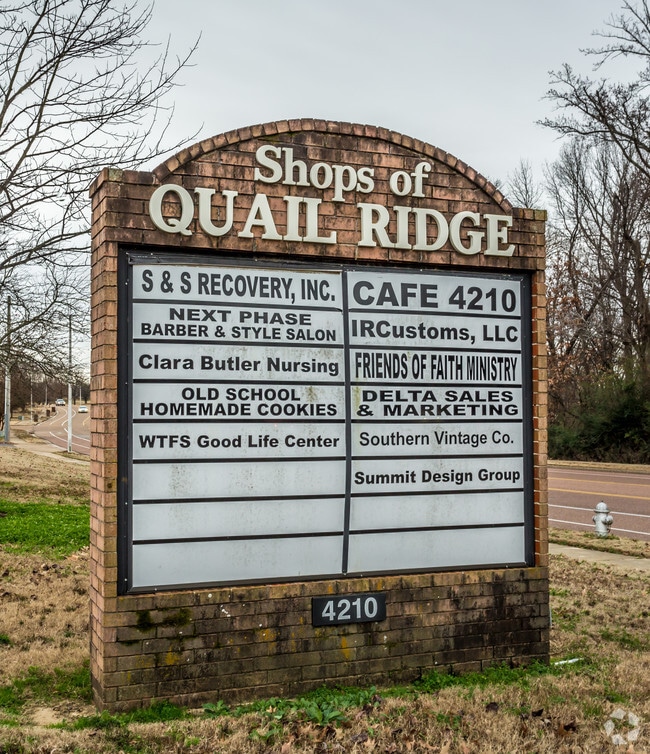 Shops of
QUAIL RIDGE
S & S RECOVERY, INC.
NEXT PHASE
BARBER & STYLE SALON
Clara Butler Nursing
OLD SCHOOL
HOMEMADE COOKIES
WTFS Good Life Center
CAFE 4210
IRCustoms, LLC
FRIENDS OF FAITH MINISTRY
DELTA SALES
& MARKETING
Southern Vintage Co.
Summit Design Group
4210